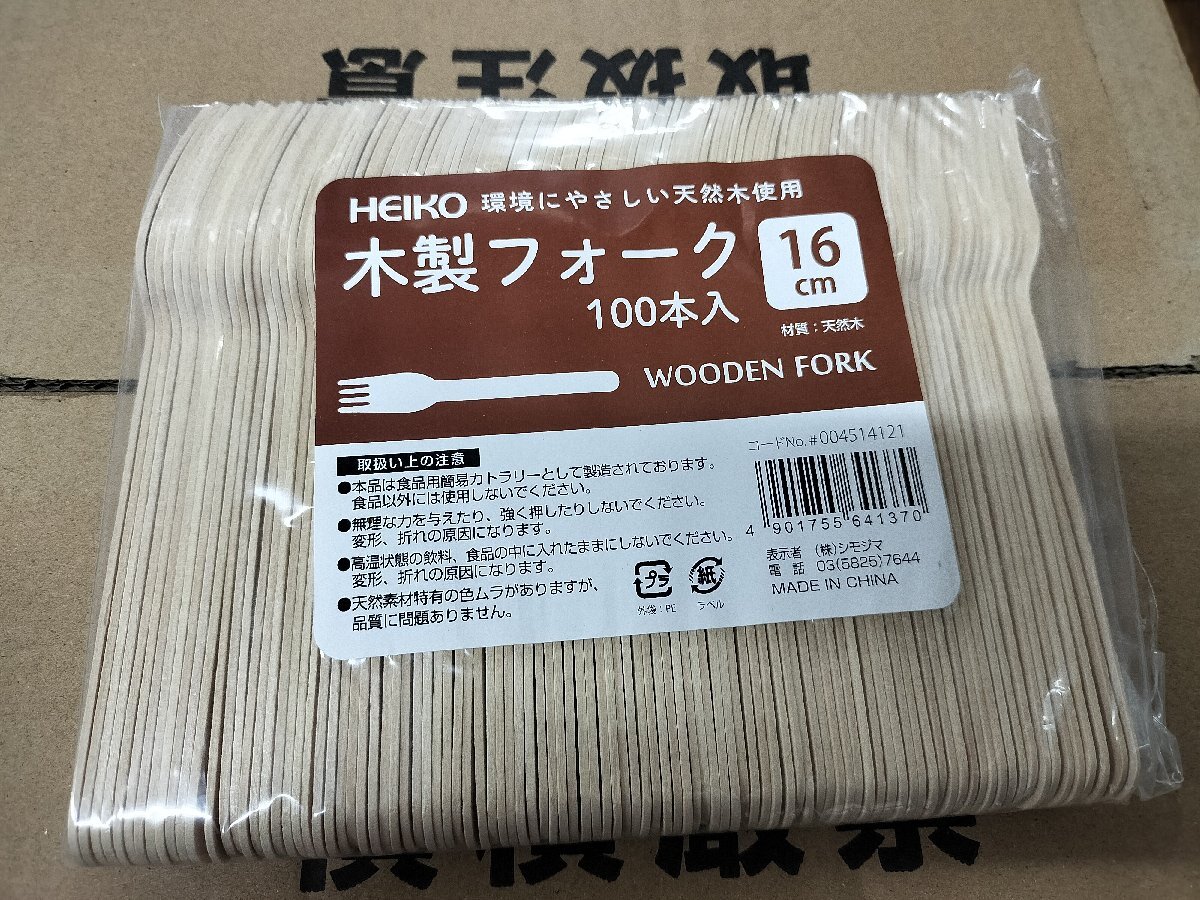 取扱注意
HEIKO 環境にやさしい天然木使用
木製フォーク
100本入
16
cm
材質：天然木
WOODEN FORK
コードNo.#004514121
取扱い上の注意
●本品は食品用簡易カトラリーとして製造されております。
食品以外には使用しないでください。
●無理な力を与えたり、強く押したりしないでください。
変形、折れの原因になります。
●高温状態の飲料、食品の中に入れたままにしないでください。
変形、折れの原因になります。
●天然素材特有の色ムラがありますが、
品質に問題ありません。
プラ
外袋：PE
紙
ラベル
4 901755 641370
表示者 (株)シモジマ
電話 03(5825)7644
MADE IN CHINA
横積厳禁